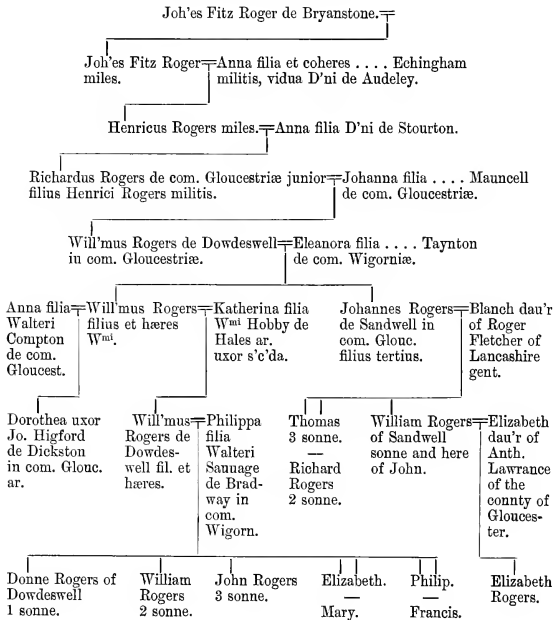 Joh'es Fitz Roger de Bryanstone.
Joh'es Fitz Roger
miles.
Anna filia et coheres . . . . Echingham
militis, vidua D'ni de Audeley.
Henricus Rogers miles.
Anna filia D'ni de Stourton.
Richardus Rogers de com. Gloucestriæ junior
filius Henrici Rogers militis.
Johanna filia . . . . Mauncell
de com. Gloucestriæ.
Will'mus Rogers de Dowdeswell
in com. Gloucestriæ.
Eleanora filia . . . . Taynton
de com. Wigorniæ.
Anna filia
Walteri
Compton
de com.
Gloucest.
Will'mus Rogers
filius et hæres
Wmi.
Katherina filia
Wmi Hobby de
Hales ar.
uxor s'c'da.
Johannes Rogers
de Sandwell in
com. Glouc.
filius tertius.
Blanch dau'r
of Roger
Fletcher of
Lancashire
gent.
Dorothea uxor
Jo. Higford
de Dickston
in com. Glouc.
ar.
Will'mus
Rogers de
Dowdes-
well fil. et
hæres.
Philippa
filia
Walteri
Sauuage
de Brad-
way in
com.
Wigorn.
Thomas
3 sonne.
—
Richard
Rogers
2 sonne.
William Rogers
of Sandwell
sonne and here
of John.
Elizabeth
dau'r of
Anth.
Lawrance
of the
connty of
Glouces-
ter.
Donne Rogers of
Dowdeswell
1 sonne.
William
Rogers
2 sonne.
John Rogers
3 sonne.
Elizabeth.
—
Mary.
Philip.
—
Francis.
Elizabeth
Rogers.